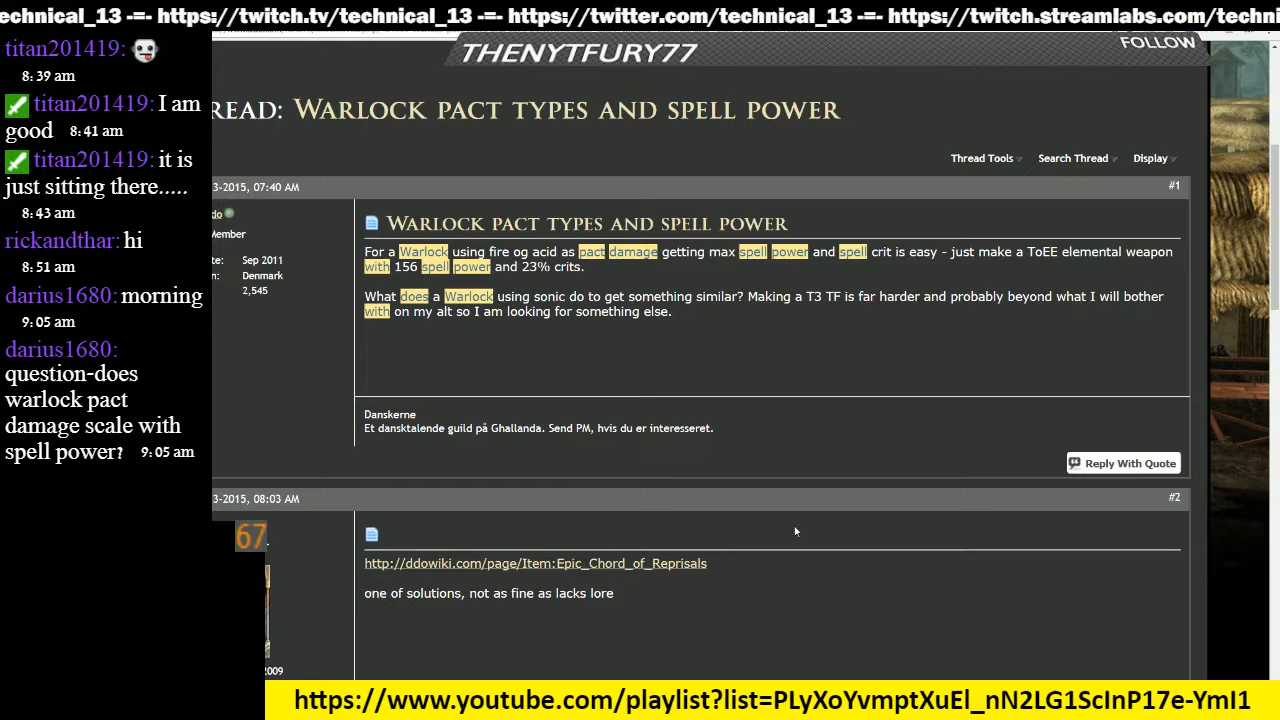 technical_13 -=- https://twitch.tv/technical_13 -=- https://twitter.com/technical_13 -=- https://twitch.streamlabs.com/techni
titan201419:
8:39 am
titan201419: I am
good 8:41 am
titan201419: it is
just sitting there.....
8:43 am
rickandthar: hi
8:51 am
darius1680: morning
9:05 am
darius1680:
question-does
warlock pact
damage scale with
spell power? 9:05 am
THENYTFURY77
FOLLOW
READ: Warlock pact types and spell power
Thread Tools
Search Thread
Display
3-2015, 07:40 AM
#1
do
Member
Sep 2011
Denmark
2,545
Warlock pact types and spell power
For a Warlock using fire og acid as pact damage getting max spell power and spell crit is easy - just make a ToEE elemental weapon
with 156 spell power and 23% crits.
What does a Warlock using sonic do to get something similar? Making a T3 TF is far harder and probably beyond what I will bother
with on my alt so I am looking for something else.
Danskerne
Et dansktalende guild på Ghallanda. Send PM, hvis du er interesseret.
Reply With Quote
3-2015, 08:03 AM
#2
67
http://ddowiki.com/page/Item:Epic_Chord_of_Reprisals
one of solutions, not as fine as lacks lore
2009
https://www.youtube.com/playlist?list=PLyXoYvmptXuEl_nN2LG1ScInP17e-YmI1